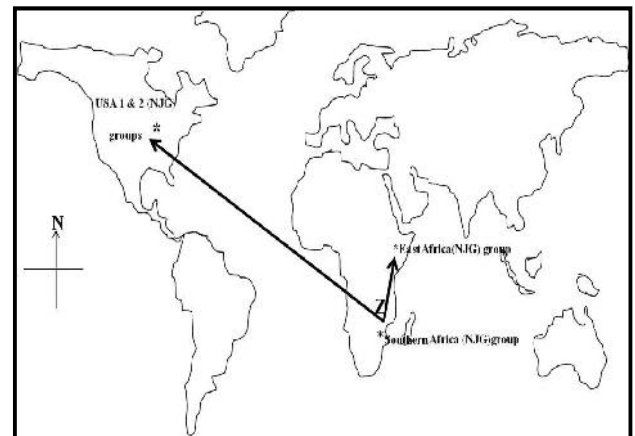 USA 1 & 2 (NJG)
groups *
N
*East Africa(NJG) group
Z
*Southern Africa (NJG)group